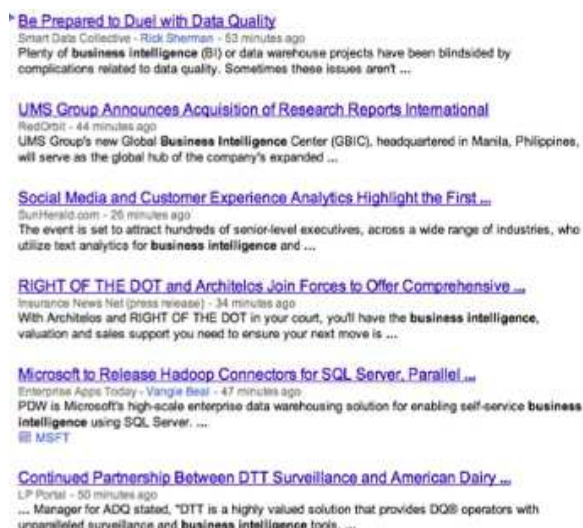 Be Prepared to Duel with Data Quality
Smart Data Collective - Rick Sherman - 53 minutes ago
Plenty of business intelligence (BI) or data warehouse projects have been blindsided by
complications related to data quality. Sometimes these issues aren't ...
UMS Group Announces Acquisition of Research Reports International
RedOrbit - 44 minutes ago
UMS Group's new Global Business Intelligence Center (GBIC), headquartered in Manila, Philippines,
will serve as the global hub of the company's expanded ...
Social Media and Customer Experience Analytics Highlight the First ...
SunHerald.com - 26 minutes ago
The event is set to attract hundreds of senior-level executives, across a wide range of industries, who
utilize text analytics for business intelligence and ...
RIGHT OF THE DOT and Architelos Join Forces to Offer Comprehensive ...
Insurance News Net (press release) - 34 minutes ago
With Architelos and RIGHT OF THE DOT in your court, you'll have the business intelligence,
valuation and sales support you need to ensure your next move is ...
Microsoft to Release Hadoop Connectors for SQL Server, Parallel ...
Enterprise Apps Today - Vangie Beal - 47 minutes ago
PDW is Microsoft's high-scale enterprise data warehousing solution for enabling self-service business
intelligence using SQL Server. ...
MSFT
Continued Partnership Between DTT Surveillance and American Dairy ...
LP Portal - 50 minutes ago
... Manager for ADQ stated, "DTT is a highly valued solution that provides DQ® operators with
unparalleled surveillance and business intelligence tools. ...